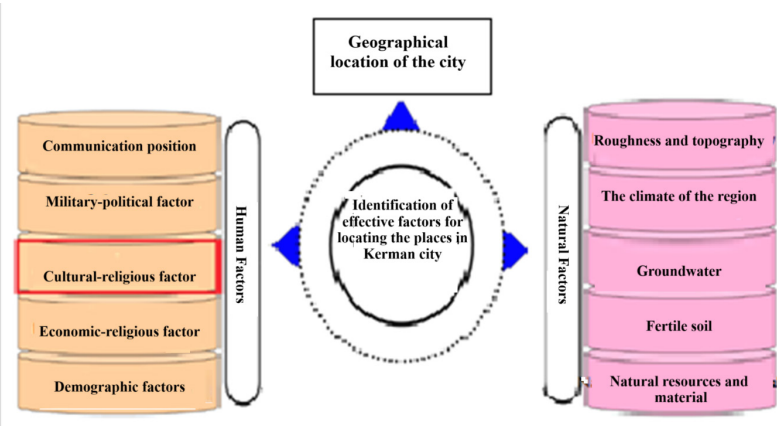 Geographical
location of the city
Communication position
Military-political factor
Cultural-religious factor
Economic-religious factor
Demographic factors
Human Factors
Identification of
effective factors for
locating the places in
Kerman city
Natural Factors
Roughness and topography
The climate of the region
Groundwater
Fertile soil
Natural resources and
material